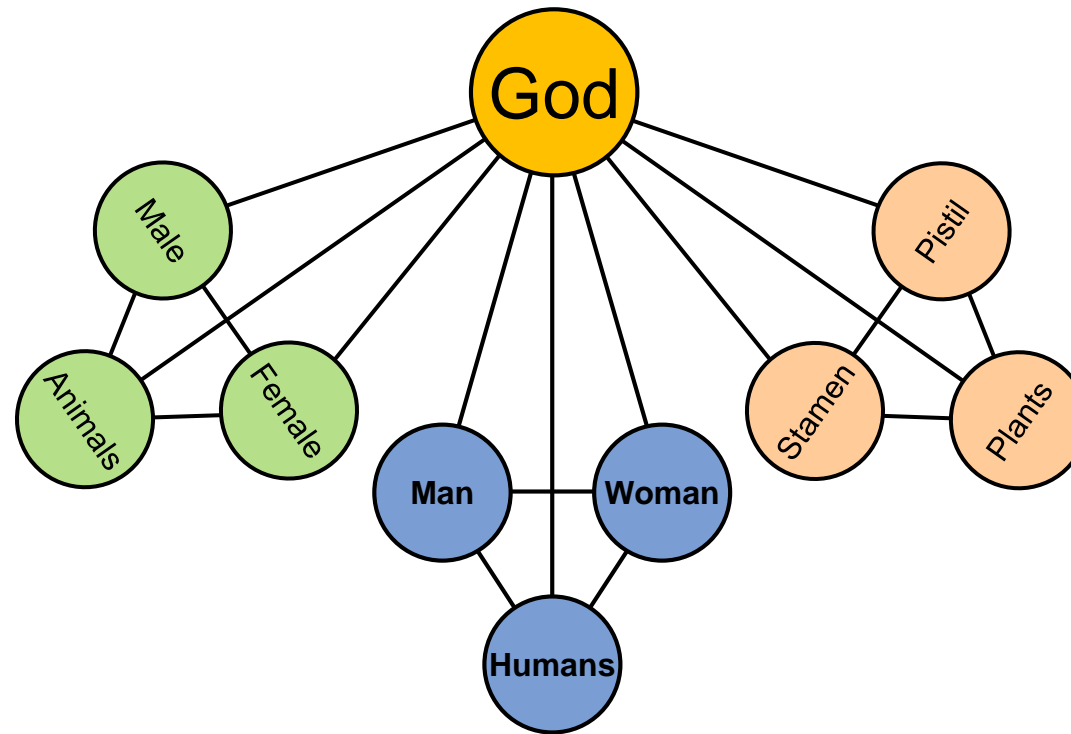 God
Male
Animals
Female
Man
Woman
Humans
Pistil
Stamen
Plants